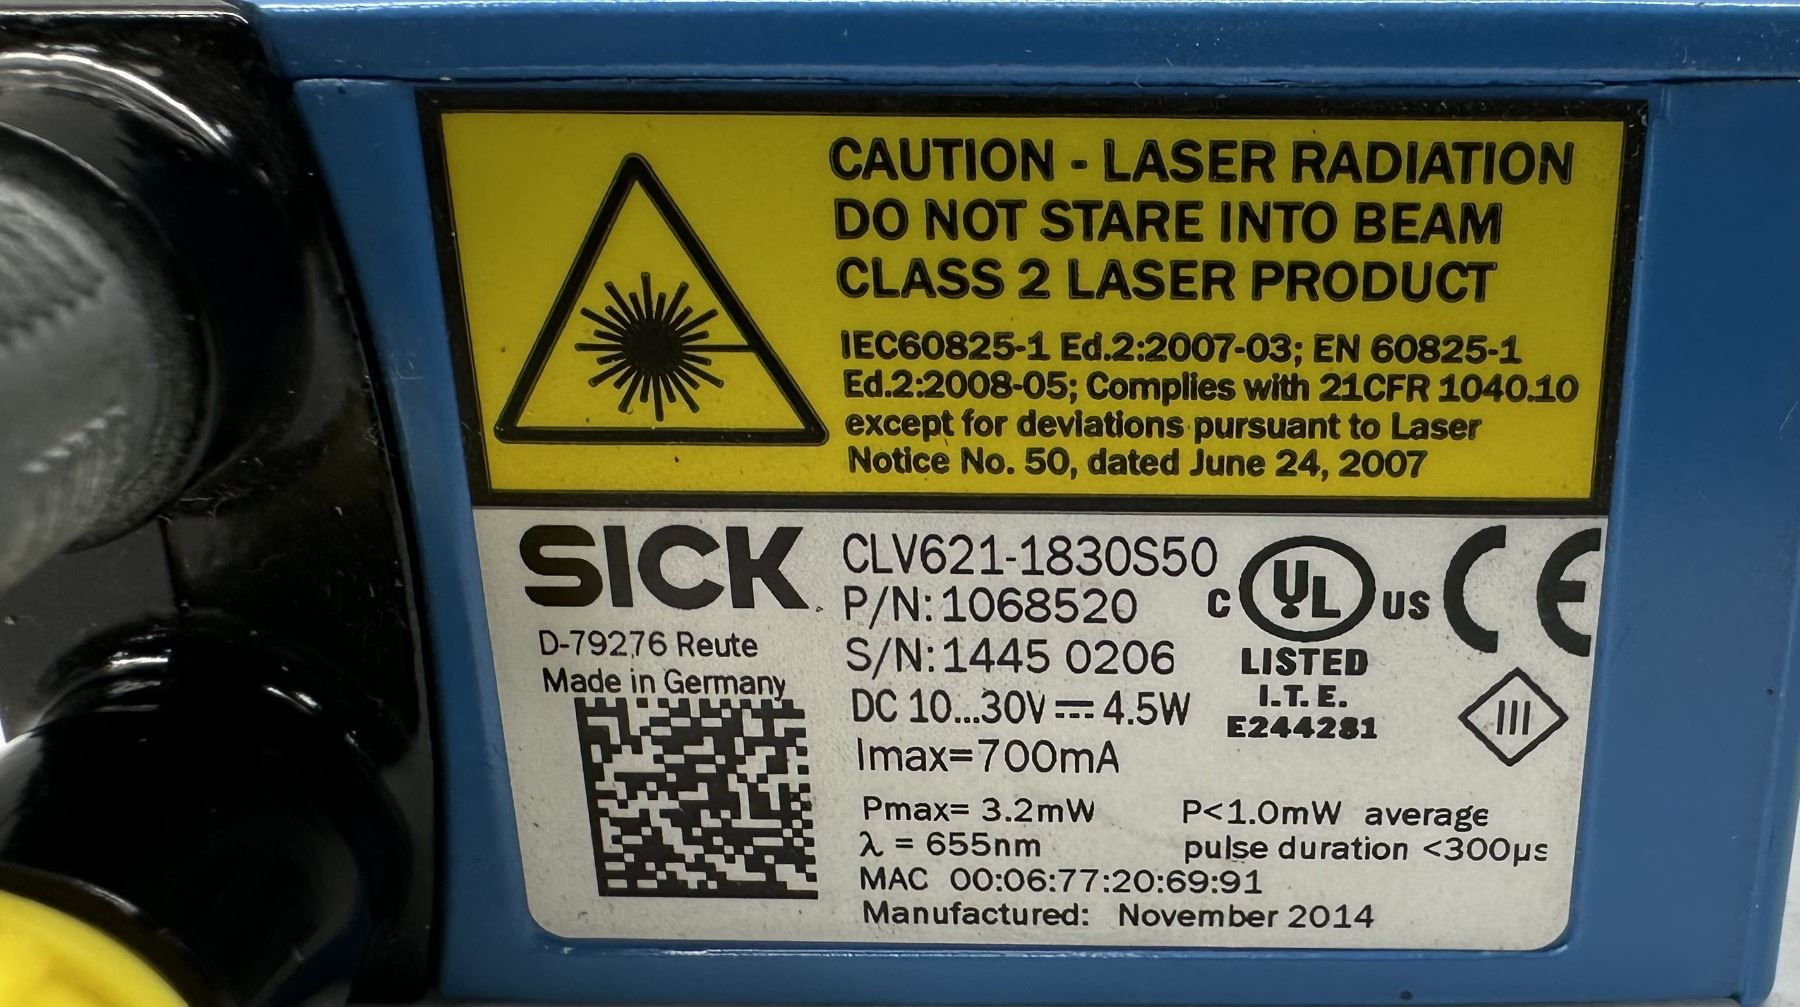 CAUTION - LASER RADIATION
DO NOT STARE INTO BEAM
CLASS 2 LASER PRODUCT
IEC60825-1 Ed.2:2007-03; EN 60825-1
Ed.2:2008-05; Complies with 21CFR 1040.10
except for deviations pursuant to Laser
Notice No. 50, dated June 24, 2007
SICK
D-79276 Reute
Made in Germany
CLV621-1830S50
P/N: 1068520
S/N: 1445 0206
DC 10...30V ⎓ 4.5W
Imax=700mA
C UL US
LISTED
I.T.E.
E244281
CE
III
Pmax= 3.2mW P<1.0mW average
λ = 655nm pulse duration <300µs
MAC 00:06:77:20:69:91
Manufactured: November 2014